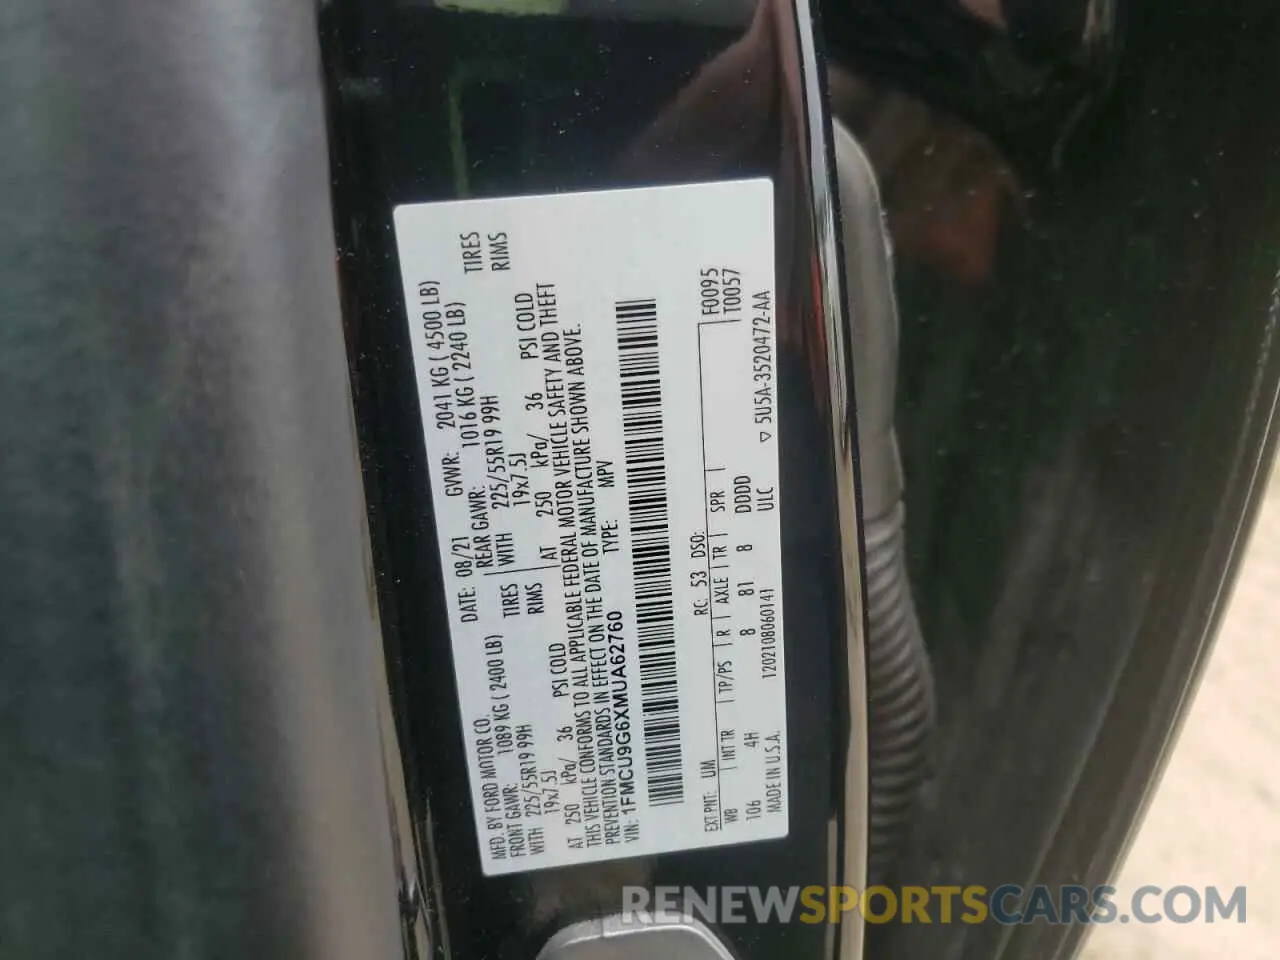 MFD. BY FORD MOTOR CO.
DATE: 08/21 GVWR: 2041 KG ( 4500 LB)
FRONT GAWR: 1089 KG ( 2400 LB) REAR GAWR: 1016 KG ( 2240 LB)
WITH 225/55R19 99H TIRES WITH 225/55R19 99H TIRES
19x7.5J RIMS 19x7.5J RIMS
AT 250 kPa/ 36 PSI COLD AT 250 kPa/ 36 PSI COLD
THIS VEHICLE CONFORMS TO ALL APPLICABLE FEDERAL MOTOR VEHICLE SAFETY AND THEFT
PREVENTION STANDARDS IN EFFECT ON THE DATE OF MANUFACTURE SHOWN ABOVE.
VIN: 1FMCU9G6XMUA62760 TYPE: MPV
EXT PNT: UM RC: 53 DSO: F0095
WB INT TR TP/PS R AXLE TR SPR T0057
106 4H 8 81 8 DDDD
MADE IN U.S.A. 1202108060141 ULC ▽ 5U5A-3520472-AA
RENEWSPORTSCARS.COM